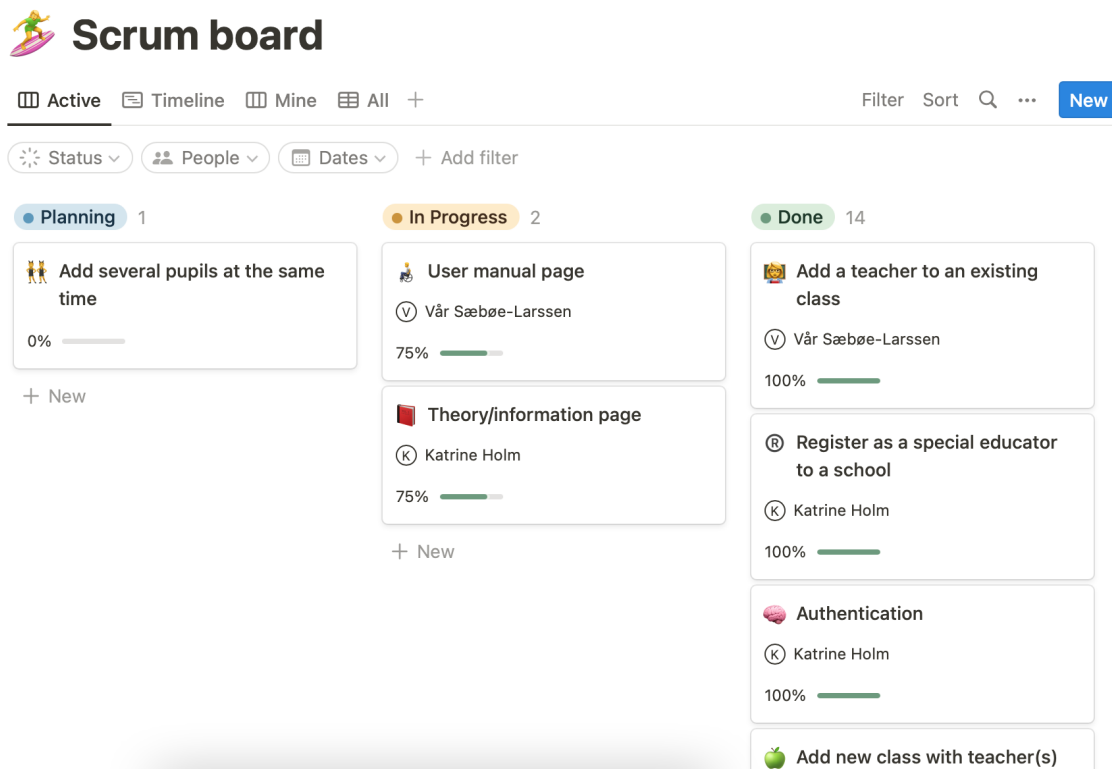 Scrum board
Active Timeline Mine All
Filter Sort New
Status People Dates Add filter
Planning 1
Add several pupils at the same
time
0%
New
In Progress 2
User manual page
V Vår Sæbøe-Larssen
75%
Theory/information page
K Katrine Holm
75%
New
Done 14
Add a teacher to an existing
class
V Vår Sæbøe-Larssen
100%
® Register as a special educator
to a school
K Katrine Holm
100%
Authentication
K Katrine Holm
100%
Add new class with teacher(s)